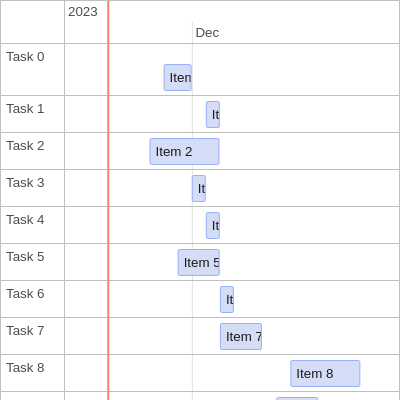 2023
Dec
Task 0
Item
Task 1
It
Task 2
Item 2
Task 3
It
Task 4
It
Task 5
Item 5
Task 6
It
Task 7
Item 7
Task 8
Item 8